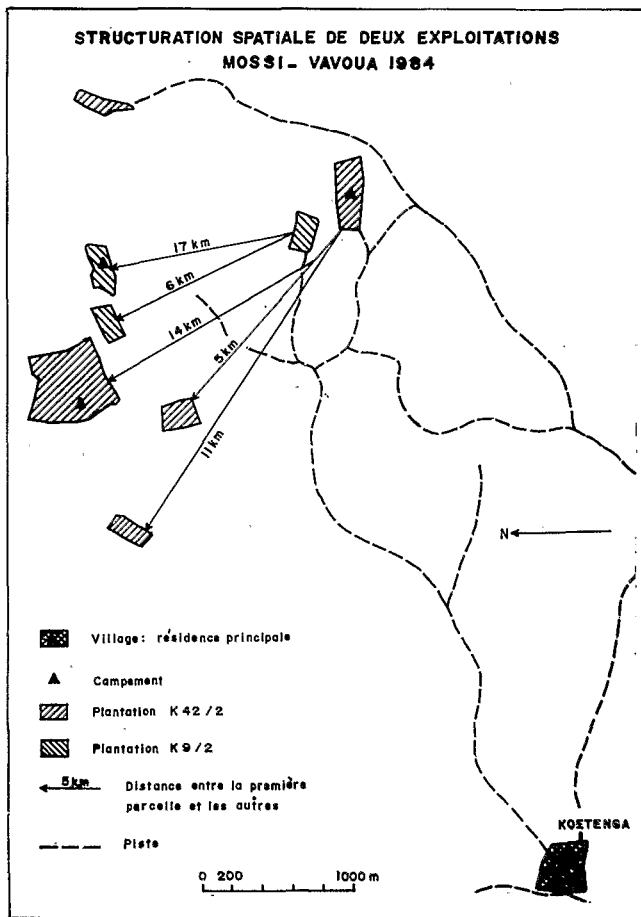 STRUCTURATION SPATIALE DE DEUX EXPLOITATIONS
MOSSI_ VAVOUA 1984
17 km
6 km
14 km
5 km
11 km
N
Village: résidence principale
Campement
Plantation K 42/2
Plantation K 9/2
5km
Distance entre la première
parcelle et les autres
Piste
KOETENGA
0 200 1000 m